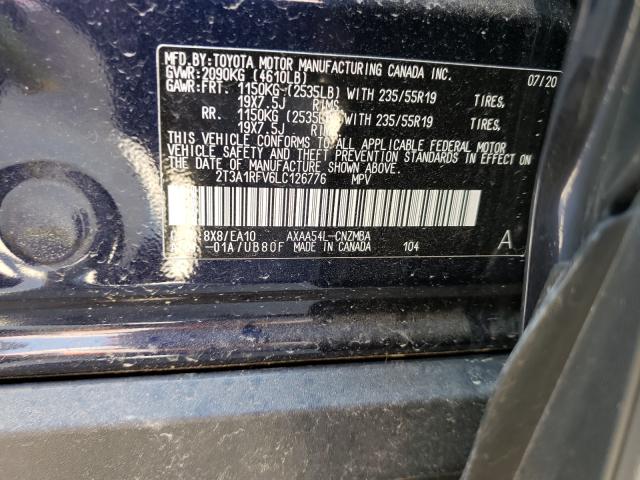 MFD.BY:TOYOTA MOTOR MANUFACTURING CANADA INC.
GVWR:2090KG (4610LB) 07/20
GAWR:FRT. 1150KG (2535LB) WITH 235/55R19 TIRES,
19X7.5J RIMS
RR. 1150KG WITH 235/55R19 TIRES,
19X7.5J
THIS VEHICLE CONFORMS TO ALL APPLICABLE FEDERAL MOTOR
VEHICLE SAFETY AND THEFT PREVENTION STANDARDS IN EFFECT ON
THE DATE OF MANUFACTURE SHOWN ABOVE.
2T3A1RFV6LC126776 MPV
8X8/EA10 AXAA54L-CNZMBA A
-01A/UB80F MADE IN CANADA 104